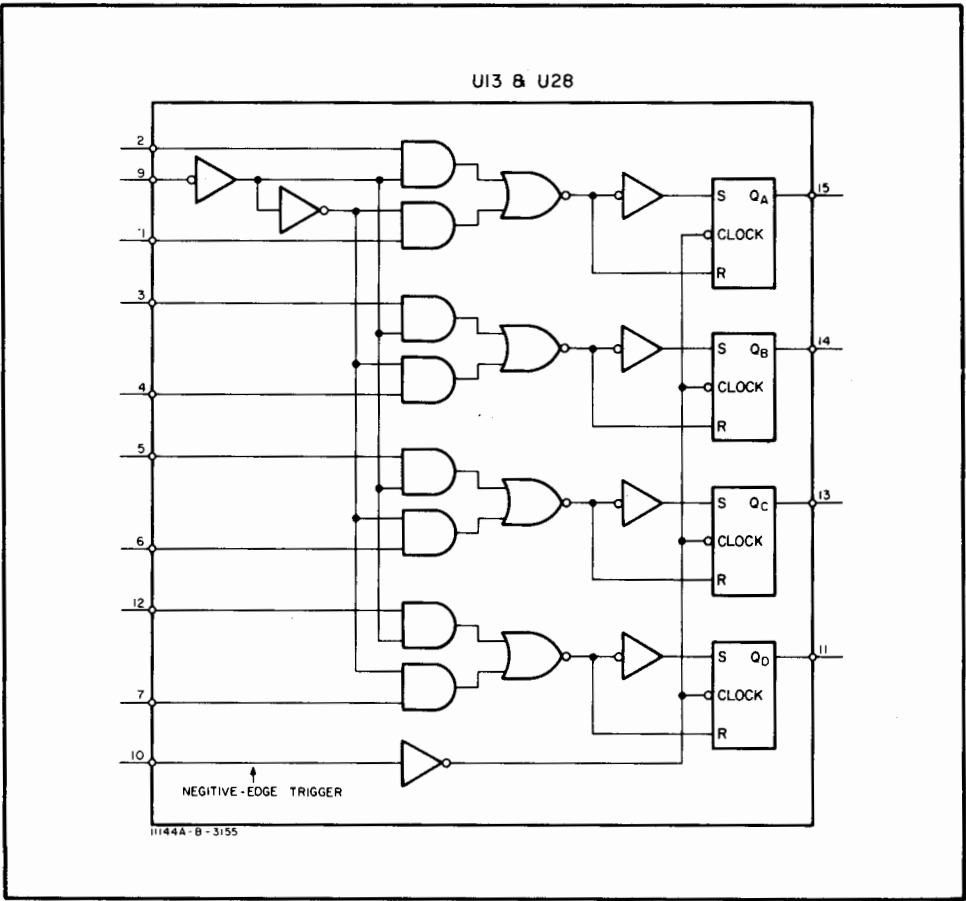 U13 & U28
2
9
1
3
4
5
6
12
7
10
NEGITIVE-EDGE TRIGGER
S QA 15
CLOCK
R
S QB 14
CLOCK
R
S QC 13
CLOCK
R
S QD 11
CLOCK
R
11144A-B-3155